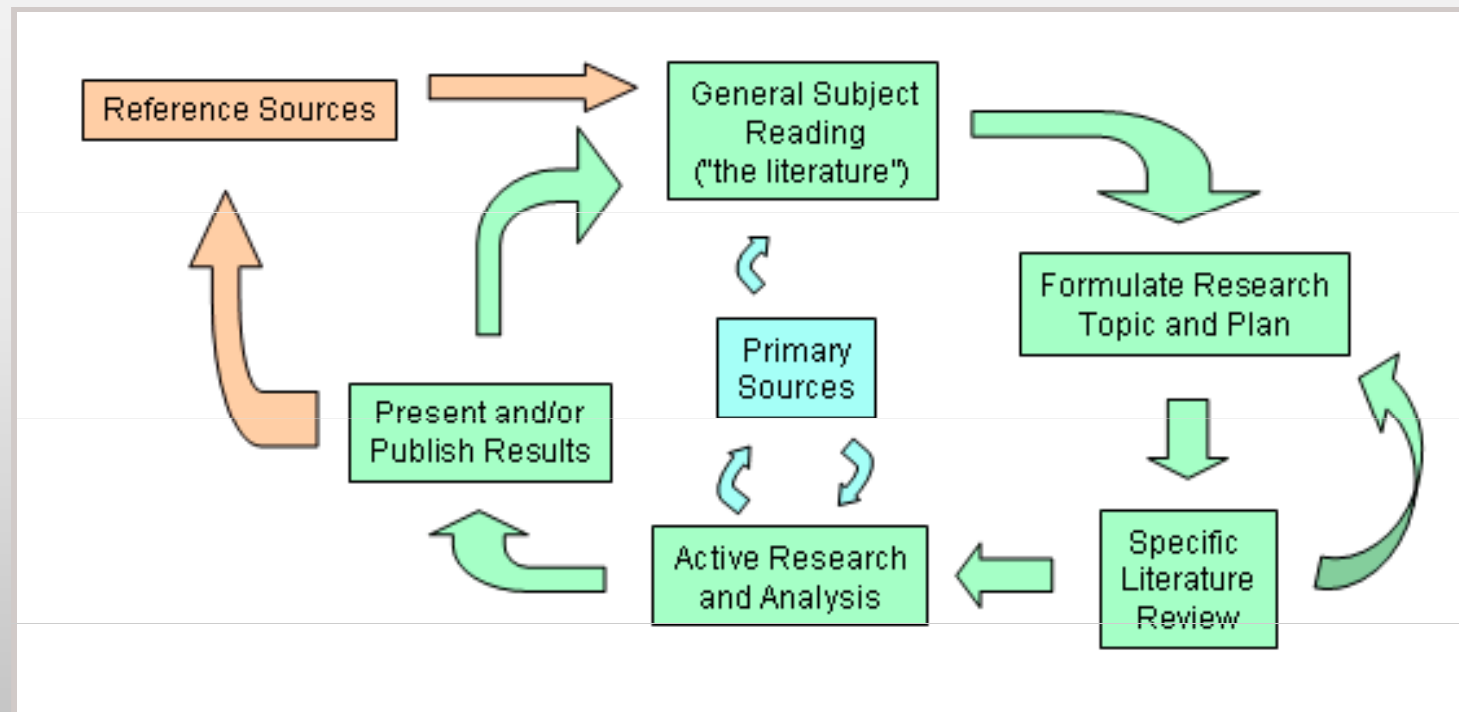 Reference Sources
General Subject
Reading
("the literature")
Formulate Research
Topic and Plan
Primary
Sources
Present and/or
Publish Results
Specific
Literature
Review
Active Research
and Analysis